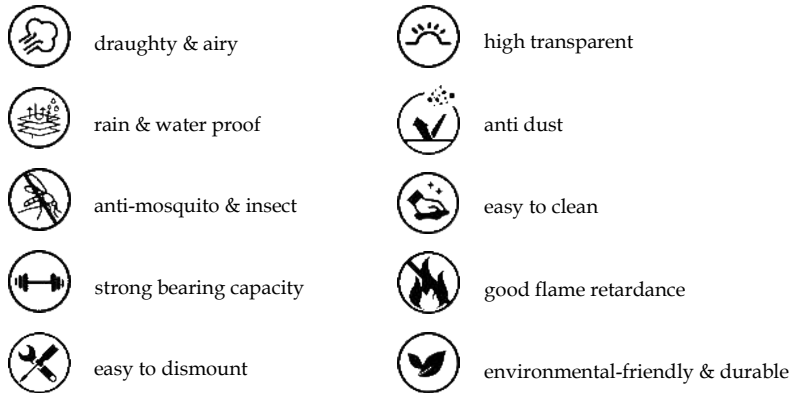 draughty & airy
high transparent
rain & water proof
anti dust
anti-mosquito & insect
easy to clean
strong bearing capacity
good flame retardance
easy to dismount
environmental-friendly & durable